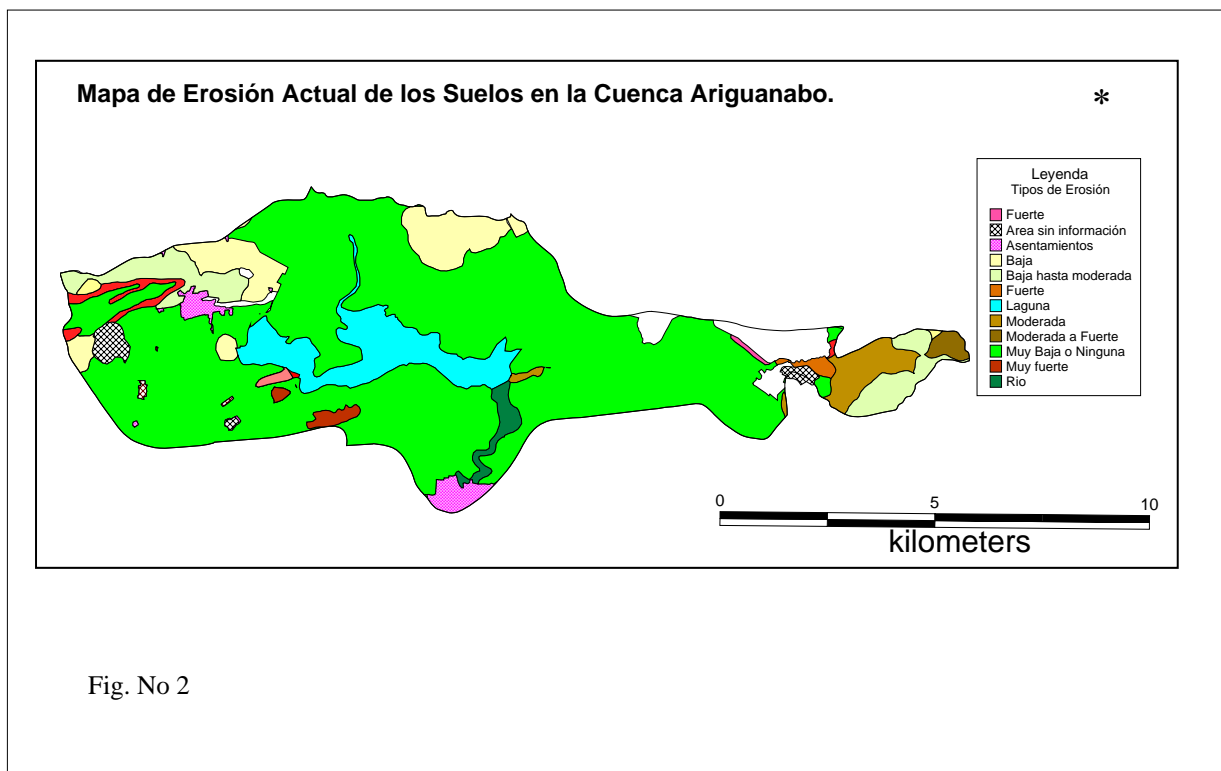 Mapa de Erosión Actual de los Suelos en la Cuenca Ariguanabo.
*
Leyenda
Tipos de Erosión
Fuerte
Area sin información
Asentamientos
Baja
Baja hasta moderada
Fuerte
Laguna
Moderada
Moderada a Fuerte
Muy Baja o Ninguna
Muy fuerte
Rio
0 5 10
kilometers
Fig. No 2